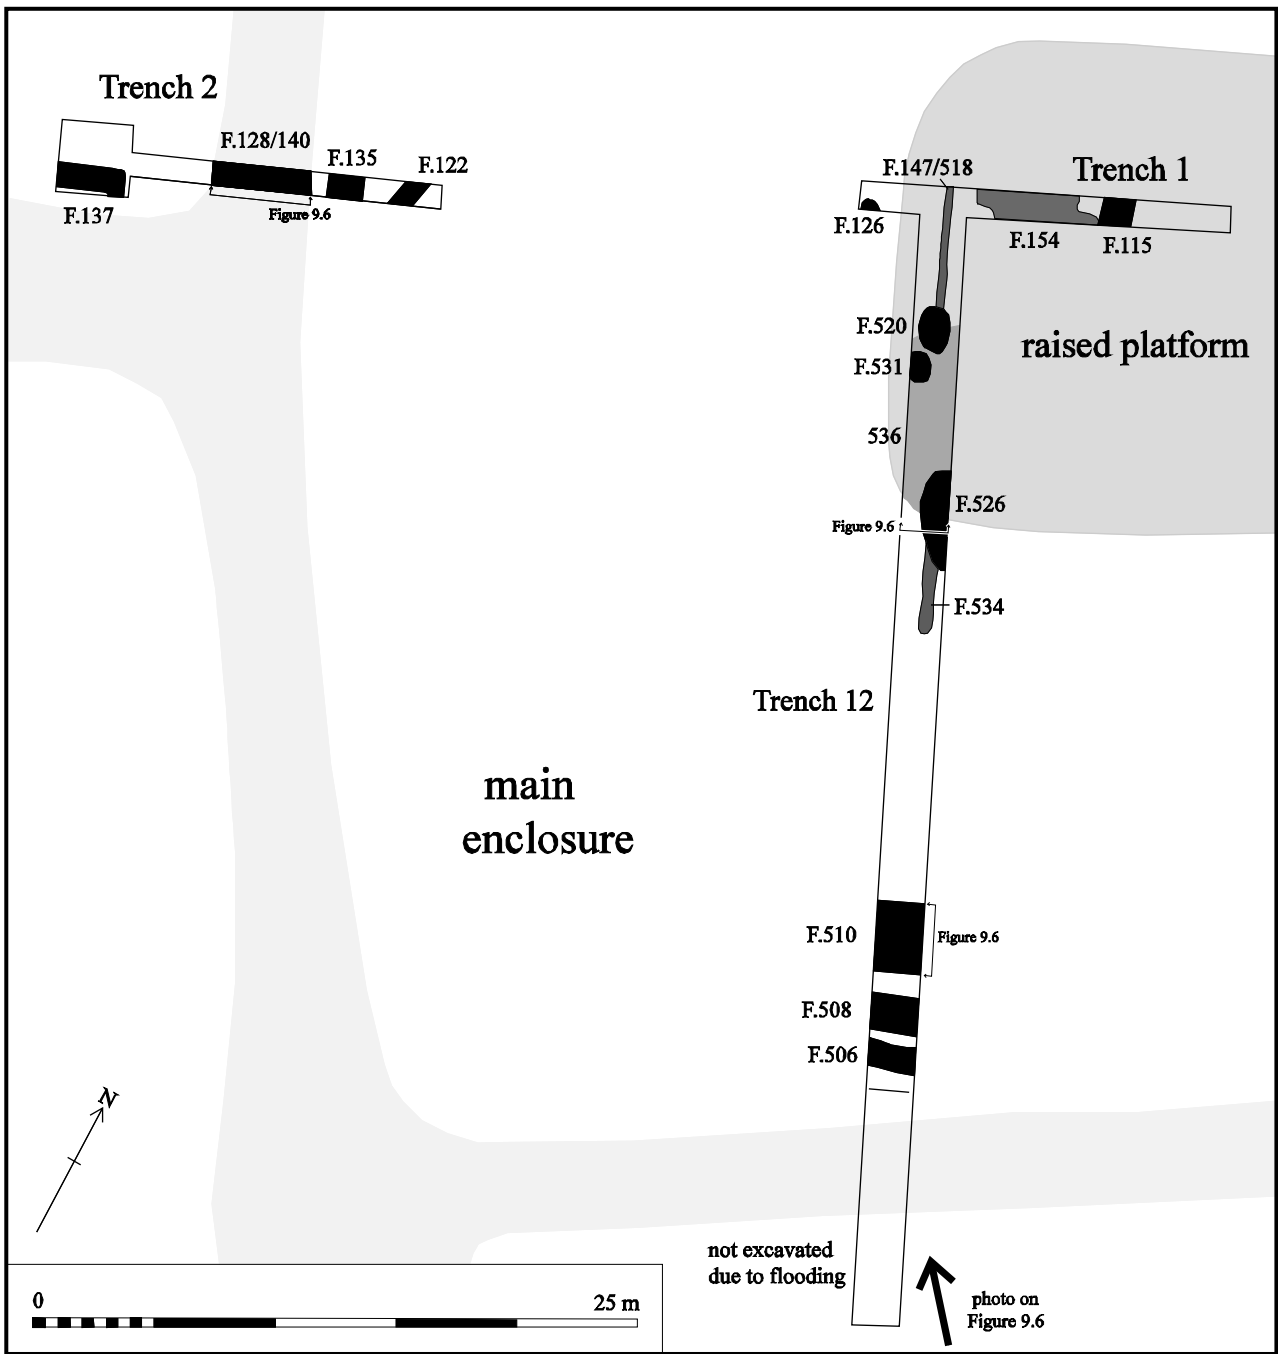 Trench 2
F.128/140
F.135
F.122
F.137
Figure 9.6
F.147/518
Trench 1
F.126
F.154
F.115
F.520
raised platform
F.531
536
F.526
Figure 9.6
F.534
Trench 12
main
enclosure
F.510
Figure 9.6
F.508
F.506
N
not excavated
due to flooding
photo on
Figure 9.6
0
25 m